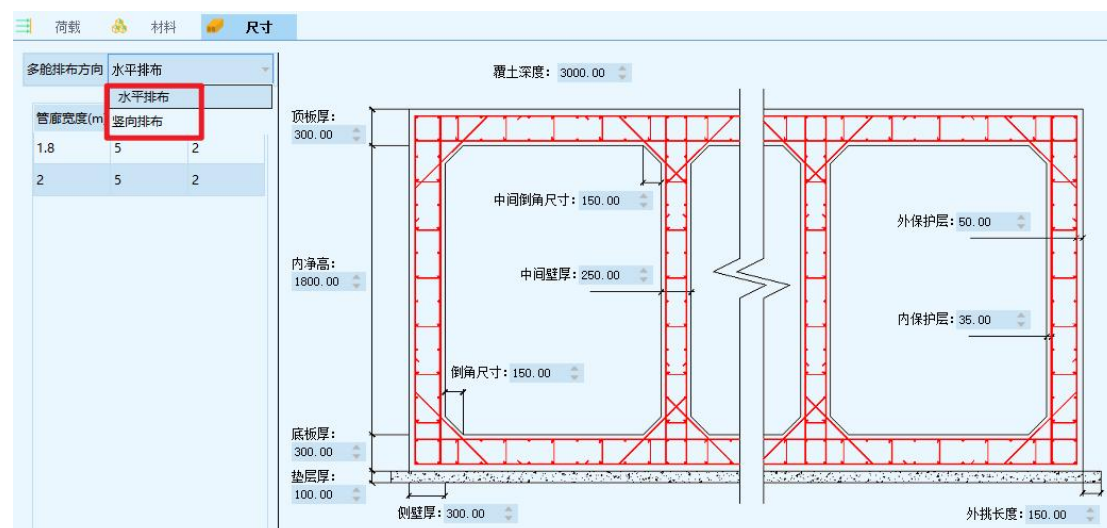 荷载 材料 尺寸
多舱排布方向 水平排布
水平排布
竖向排布
管廊宽度(m
1.8 5 2
2 5 2
覆土深度: 3000.00
顶板厚:
300.00
中间倒角尺寸: 150.00
外保护层: 50.00
内净高:
1800.00
中间壁厚: 250.00
内保护层: 35.00
倒角尺寸: 150.00
底板厚:
300.00
垫层厚:
100.00
侧壁厚: 300.00
外挑长度: 150.00